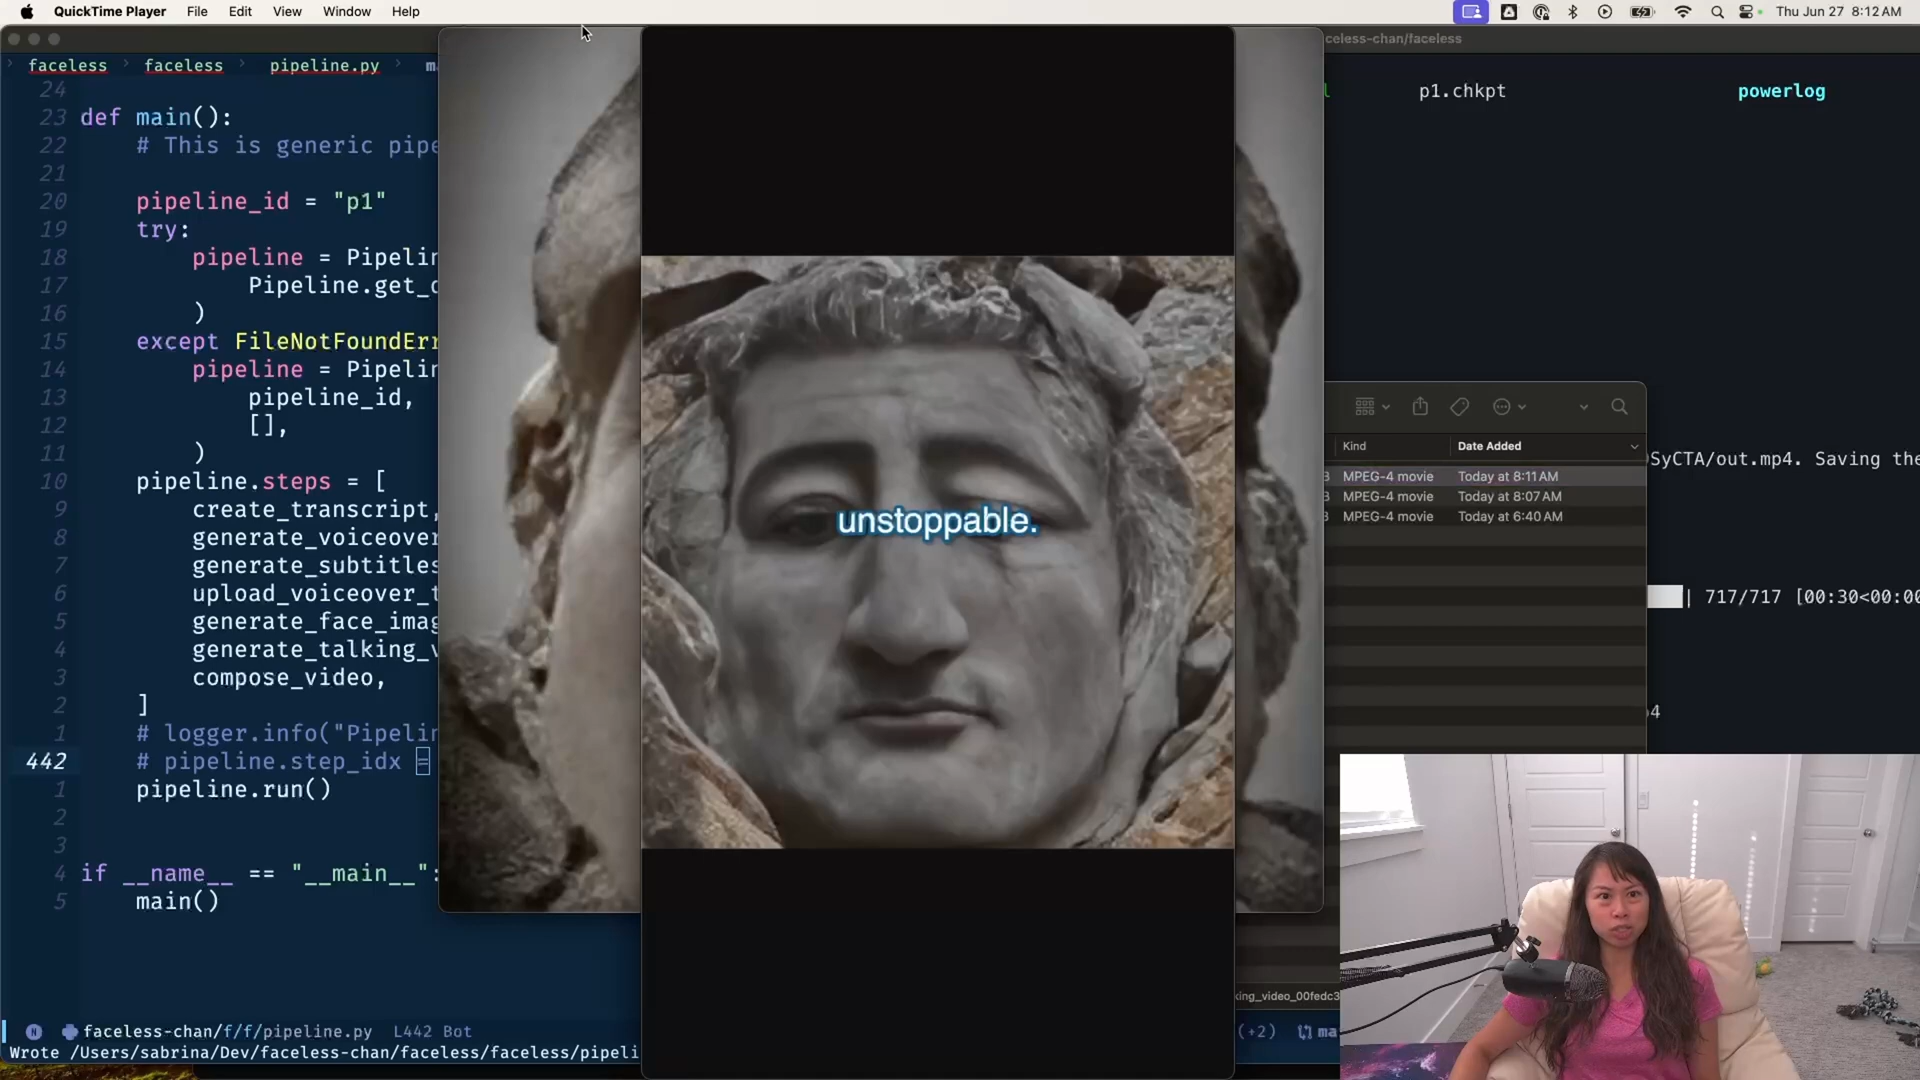 QuickTime Player File Edit View Window Help
Thu Jun 27 8:12 AM
celess-chan/faceless
faceless faceless pipeline.py
24
23 def main():
22 # This is generic pipe
21
20 pipeline_id = "p1"
19 try:
18 pipeline = Pipelin
17 Pipeline.get_c
16 )
15 except FileNotFoundErr
14 pipeline = Pipelin
13 pipeline_id,
12 [],
11 )
10 pipeline.steps = [
9 create_transcript,
8 generate_voiceover
7 generate_subtitles
6 upload_voiceover_t
5 generate_face_imag
4 generate_talking_v
3 compose_video,
2 ]
1 # logger.info("Pipelin
442 # pipeline.step_idx =
1 pipeline.run()
2
3
4 if __name__ == "__main__":
5 main()
N faceless-chan/f/f/pipeline.py L442 Bot
Wrote /Users/sabrina/Dev/faceless-chan/faceless/faceless/pipeli
unstoppable.
l p1.chkpt powerlog
Kind Date Added
MPEG-4 movie Today at 8:11 AM
MPEG-4 movie Today at 8:07 AM
MPEG-4 movie Today at 6:40 AM
SyCTA/out.mp4. Saving the
| 717/717 [00:30<00:00
p4
king_video_00fedc3
(+2) ma